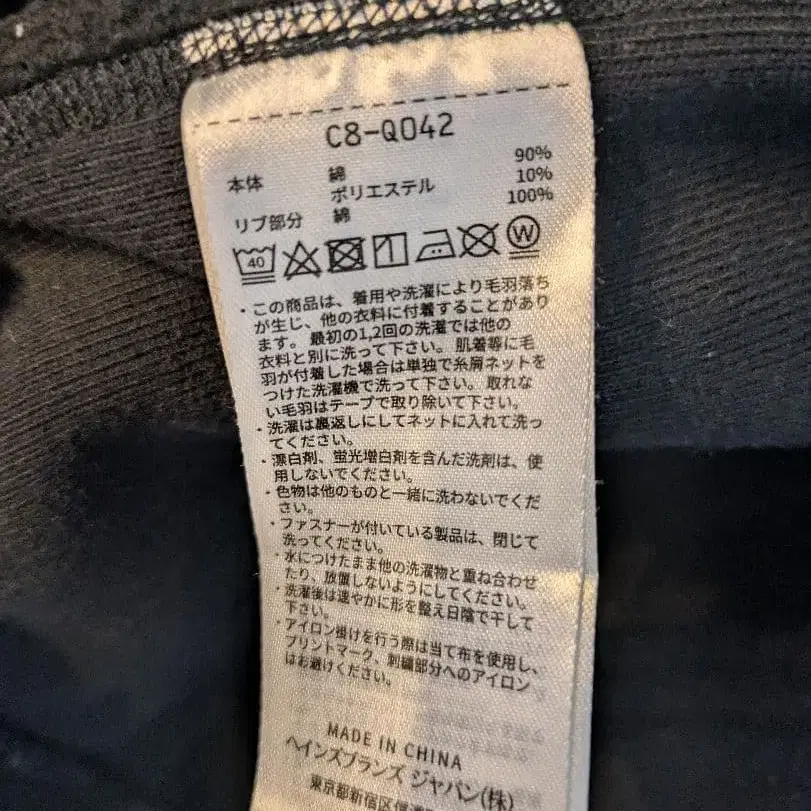 C8-Q042
本体 綿 90%
ポリエステル 10%
リブ部分 綿 100%
40 W
・この商品は、着用や洗濯により毛羽落ち
が生じ、他の衣料に付着することがあり
ます。最初の1,2回の洗濯では他の
衣料と別に洗って下さい。肌着等に毛
羽が付着した場合は単独で糸屑ネットを
つけた洗濯機で洗って下さい。取れな
い毛羽はテープで取り除いて下さい。
・洗濯は裏返しにしてネットに入れて洗っ
てください。
・漂白剤、蛍光増白剤を含んだ洗剤は、使
用しないでください。
・色物は他のものと一緒に洗わないでくだ
さい。
・ファスナーが付いている製品は、閉じて
洗ってください。
・水につけたまま他の洗濯物と重ね合わせ
たり、放置しないようにしてください。
・洗濯後は速やかに形を整え日陰で干して
下さい。
・アイロン掛けを行う際は当て布を使用し、
プリントマーク、刺繍部分へのアイロン
はお避けください。
MADE IN CHINA
ヘインズブランズ ジャパン(株)
東京都新宿区信濃町